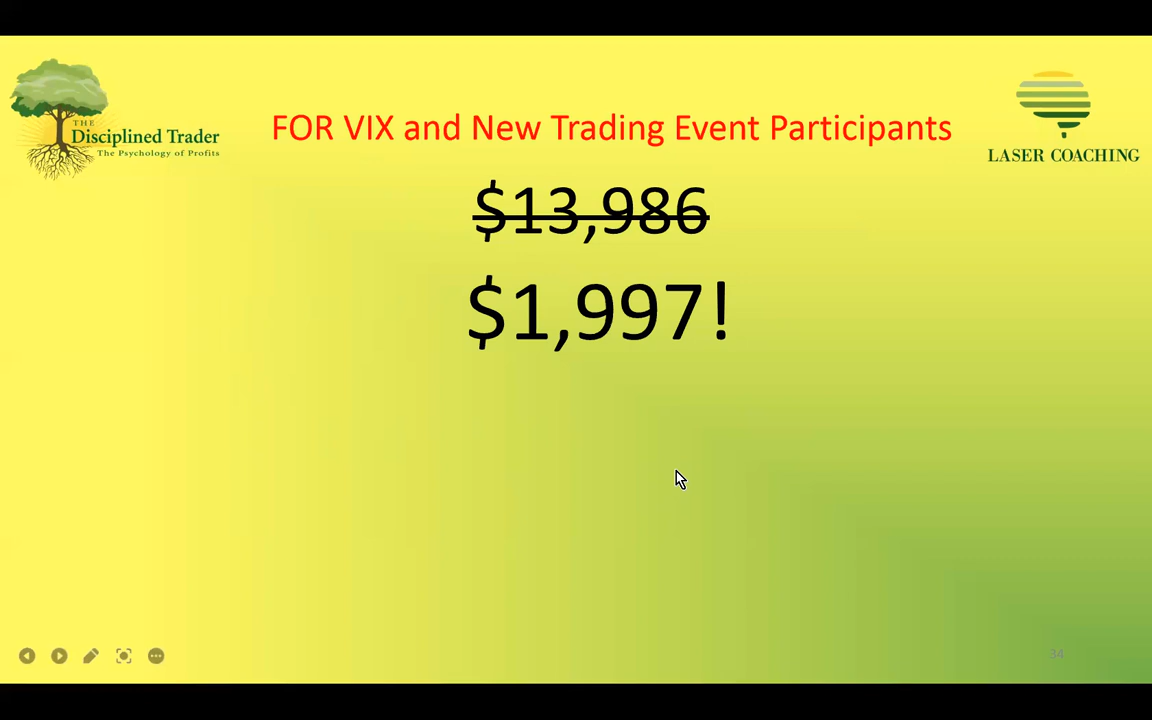 THE
Disciplined Trader
The Psychology of Profits
FOR VIX and New Trading Event Participants
LASER COACHING
$13,986
$1,997!
34